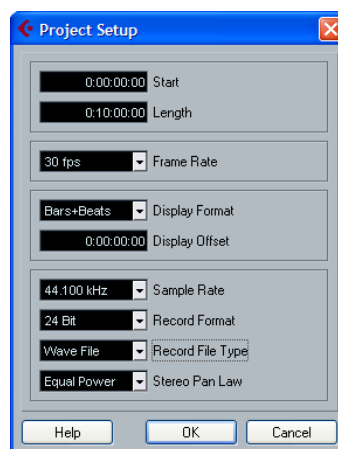 Project Setup
0:00:00:00 Start
0:10:00:00 Length
30 fps Frame Rate
Bars+Beats Display Format
0:00:00:00 Display Offset
44.100 kHz Sample Rate
24 Bit Record Format
Wave File Record File Type
Equal Power Stereo Pan Law
Help OK Cancel